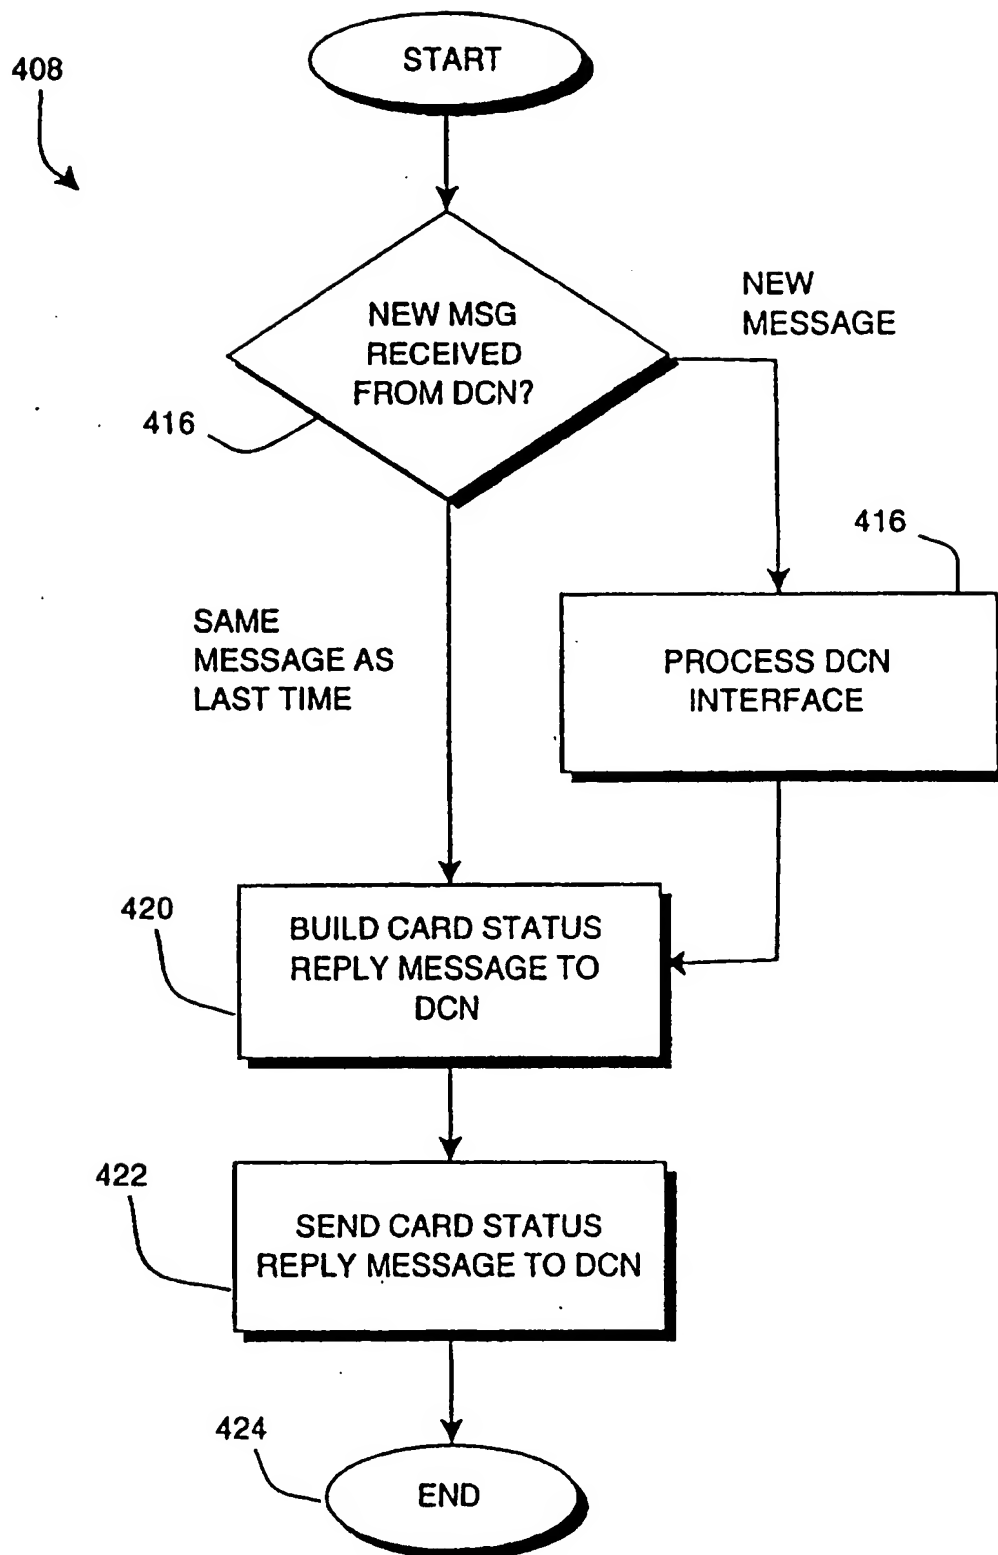 START
408
NEW MSG
RECEIVED
FROM DCN?
NEW
MESSAGE
416
416
SAME
MESSAGE AS
LAST TIME
PROCESS DCN
INTERFACE
420
BUILD CARD STATUS
REPLY MESSAGE TO
DCN
422
SEND CARD STATUS
REPLY MESSAGE TO DCN
424
END